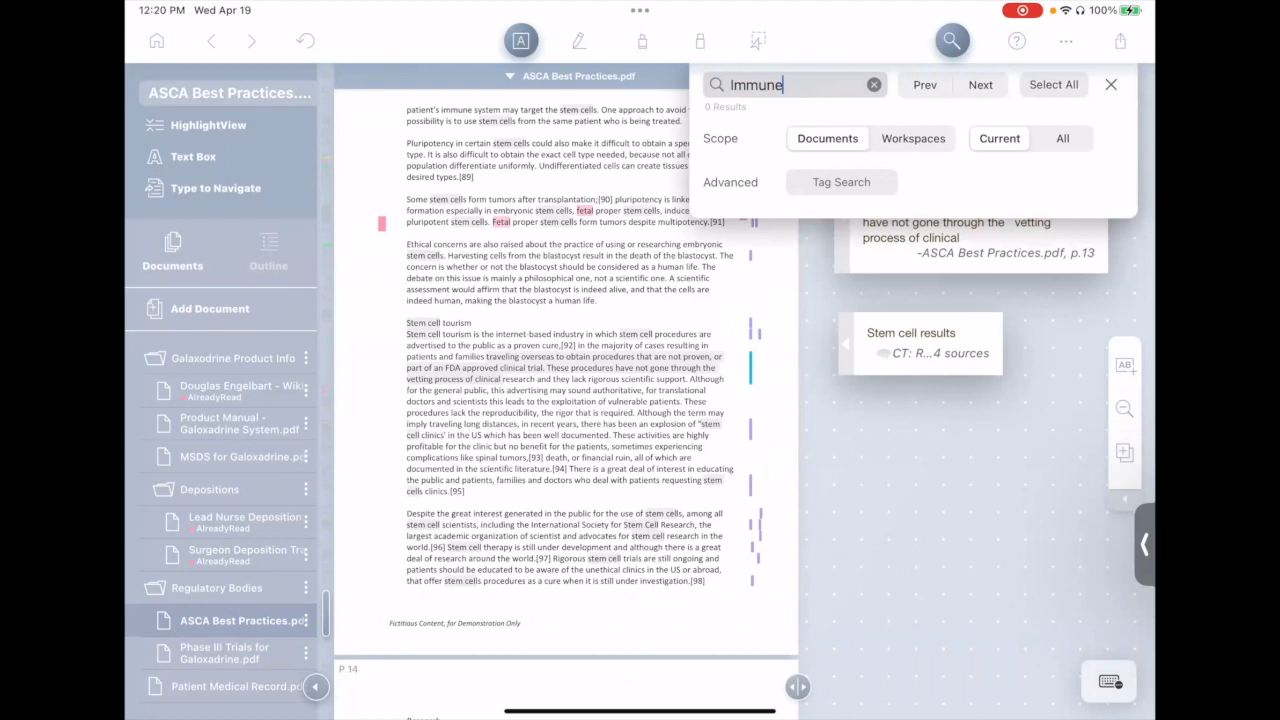 12:20 PM Wed Apr 19
100%
ASCA Best Practices....
HighlightView
Text Box
Type to Navigate
Documents
Outline
Add Document
Galaxodrine Product Info
Douglas Engelbart - Wiki
AlreadyRead
Product Manual -
Galoxadrine System.pdf
MSDS for Galaxodrine.pd
Depositions
Lead Nurse Deposition
AlreadyRead
Surgeon Deposition Tra
AlreadyRead
Regulatory Bodies
ASCA Best Practices.pd
Phase III Trials for
Galoxadrine.pdf
Patient Medical Record.pd
ASCA Best Practices.pdf
patient's immune system may target the stem cells. One approach to avoid
possibility is to use stem cells from the same patient who is being treated.
Pluripotency in certain stem cells could also make it difficult to obtain a spe
type. It is also difficult to obtain the exact cell type needed, because not all
population differentiate uniformly. Undifferentiated cells can create tissues
desired types.[89]
Some stem cells form tumors after transplantation;[90] pluripotency is linke
formation especially in embryonic stem cells, fetal proper stem cells, induce
pluripotent stem cells. Fetal proper stem cells form tumors despite multipotency.[91]
Ethical concerns are also raised about the practice of using or researching embryonic
stem cells. Harvesting cells from the blastocyst result in the death of the blastocyst. The
concern is whether or not the blastocyst should be considered as a human life. The
debate on this issue is mainly a philosophical one, not a scientific one. A scientific
assessment would affirm that the blastocyst is indeed alive, and that the cells are
indeed human, making the blastocyst a human life.
Stem cell tourism
Stem cell tourism is the internet-based industry in which stem cell procedures are
advertised to the public as a proven cure,[92] in the majority of cases resulting in
patients and families traveling overseas to obtain procedures that are not proven, or
part of an FDA approved clinical trial. These procedures have not gone through the
vetting process of clinical research and they lack rigorous scientific support. Although
for the general public, this advertising may sound authoritative, for translational
doctors and scientists this leads to the exploitation of vulnerable patients. These
procedures lack the reproducibility, the rigor that is required. Although the term may
imply traveling long distances, in recent years, there has been an explosion of "stem
cell clinics' in the US which has been well documented. These activities are highly
profitable for the clinic but no benefit for the patients, sometimes experiencing
complications like spinal tumors,[93] death, or financial ruin, all of which are
documented in the scientific literature.[94] There is a great deal of interest in educating
the public and patients, families and doctors who deal with patients requesting stem
cells clinics.[95]
Despite the great interest generated in the public for the use of stem cells, among all
stem cell scientists, including the International Society for Stem Cell Research, the
largest academic organization of scientist and advocates for stem cell research in the
world.[96] Stem cell therapy is still under development and although there is a great
deal of research around the world.[97] Rigorous stem cell trials are still ongoing and
patients should be educated to be aware of the unethical clinics in the US or abroad,
that offer stem cells procedures as a cure when it is still under investigation.[98]
Fictitious Content, for Demonstration Only
P 14
Immune
Prev
Next
Select All
0 Results
Scope
Documents
Workspaces
Current
All
Advanced
Tag Search
have not gone through the vetting
process of clinical
-ASCA Best Practices.pdf, p.13
Stem cell results
CT: R...4 sources
AB